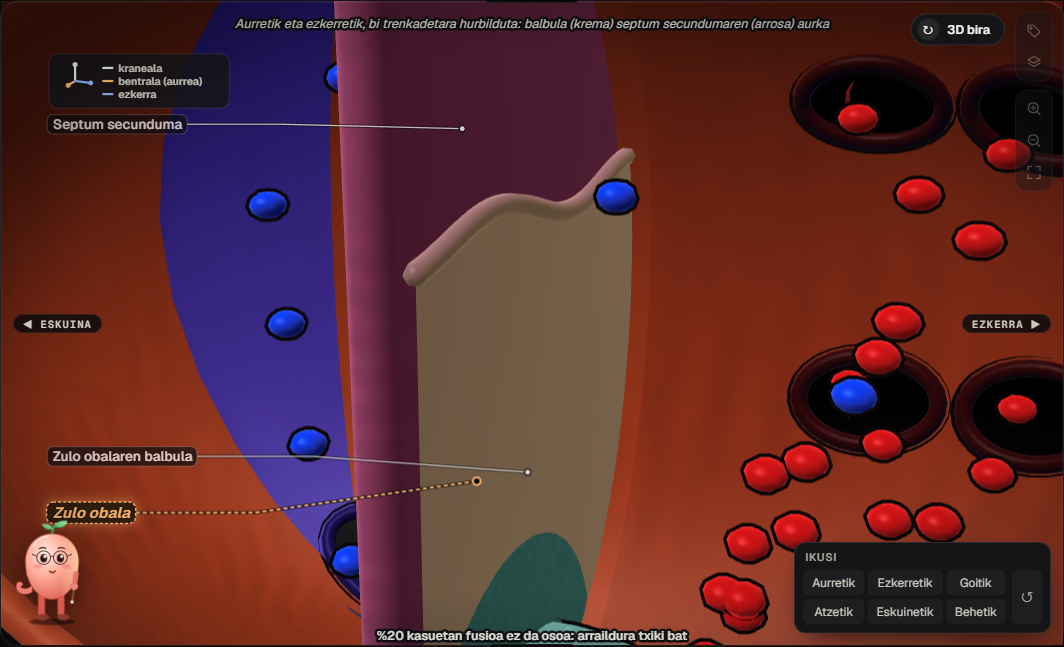 Aurretik eta ezkerretik, bi trenkadetara hurbilduta: balbula (krema) septum secundumaren (arrosa) aurka
↻ 3D bira
kraneala
bentrala (aurrea)
ezkerra
Septum secunduma
◀ ESKUINA
EZKERRA ▶
Zulo obalaren balbula
Zulo obala
IKUSI
Aurretik Ezkerretik Goitik
Atzetik Eskuinetik Behetik
%20 kasuetan fusioa ez da osoa: arraildura txiki bat